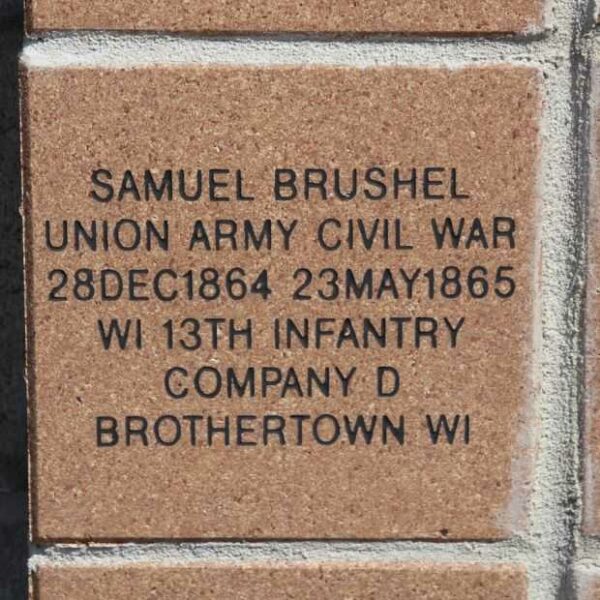 SAMUEL BRUSHEL
UNION ARMY CIVIL WAR
28DEC1864 23MAY1865
WI 13TH INFANTRY
COMPANY D
BROTHERTOWN WI